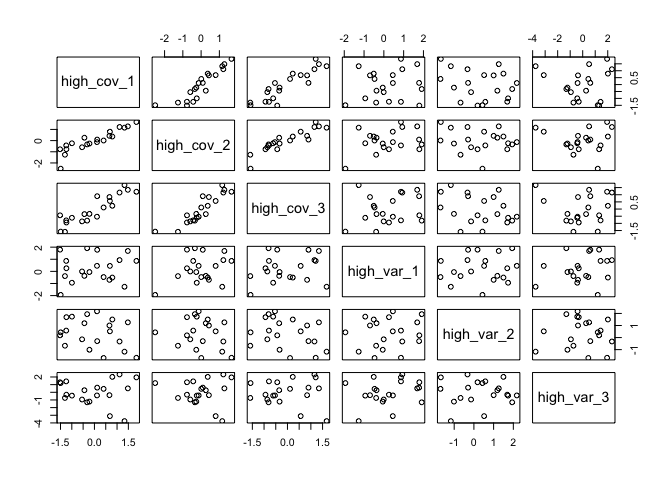 -2 0 1 -2 0 1 2 -4 -2 0 2
high_cov_1
-1.5 0.5
high_cov_2
-2 0
high_cov_3
-1.5 0.5
high_var_1
-2 0 2
high_var_2
-1 1
high_var_3
-4 -1 2
-1.5 0.0 1.5 -1.5 0.0 1.5 -1 0 1 2